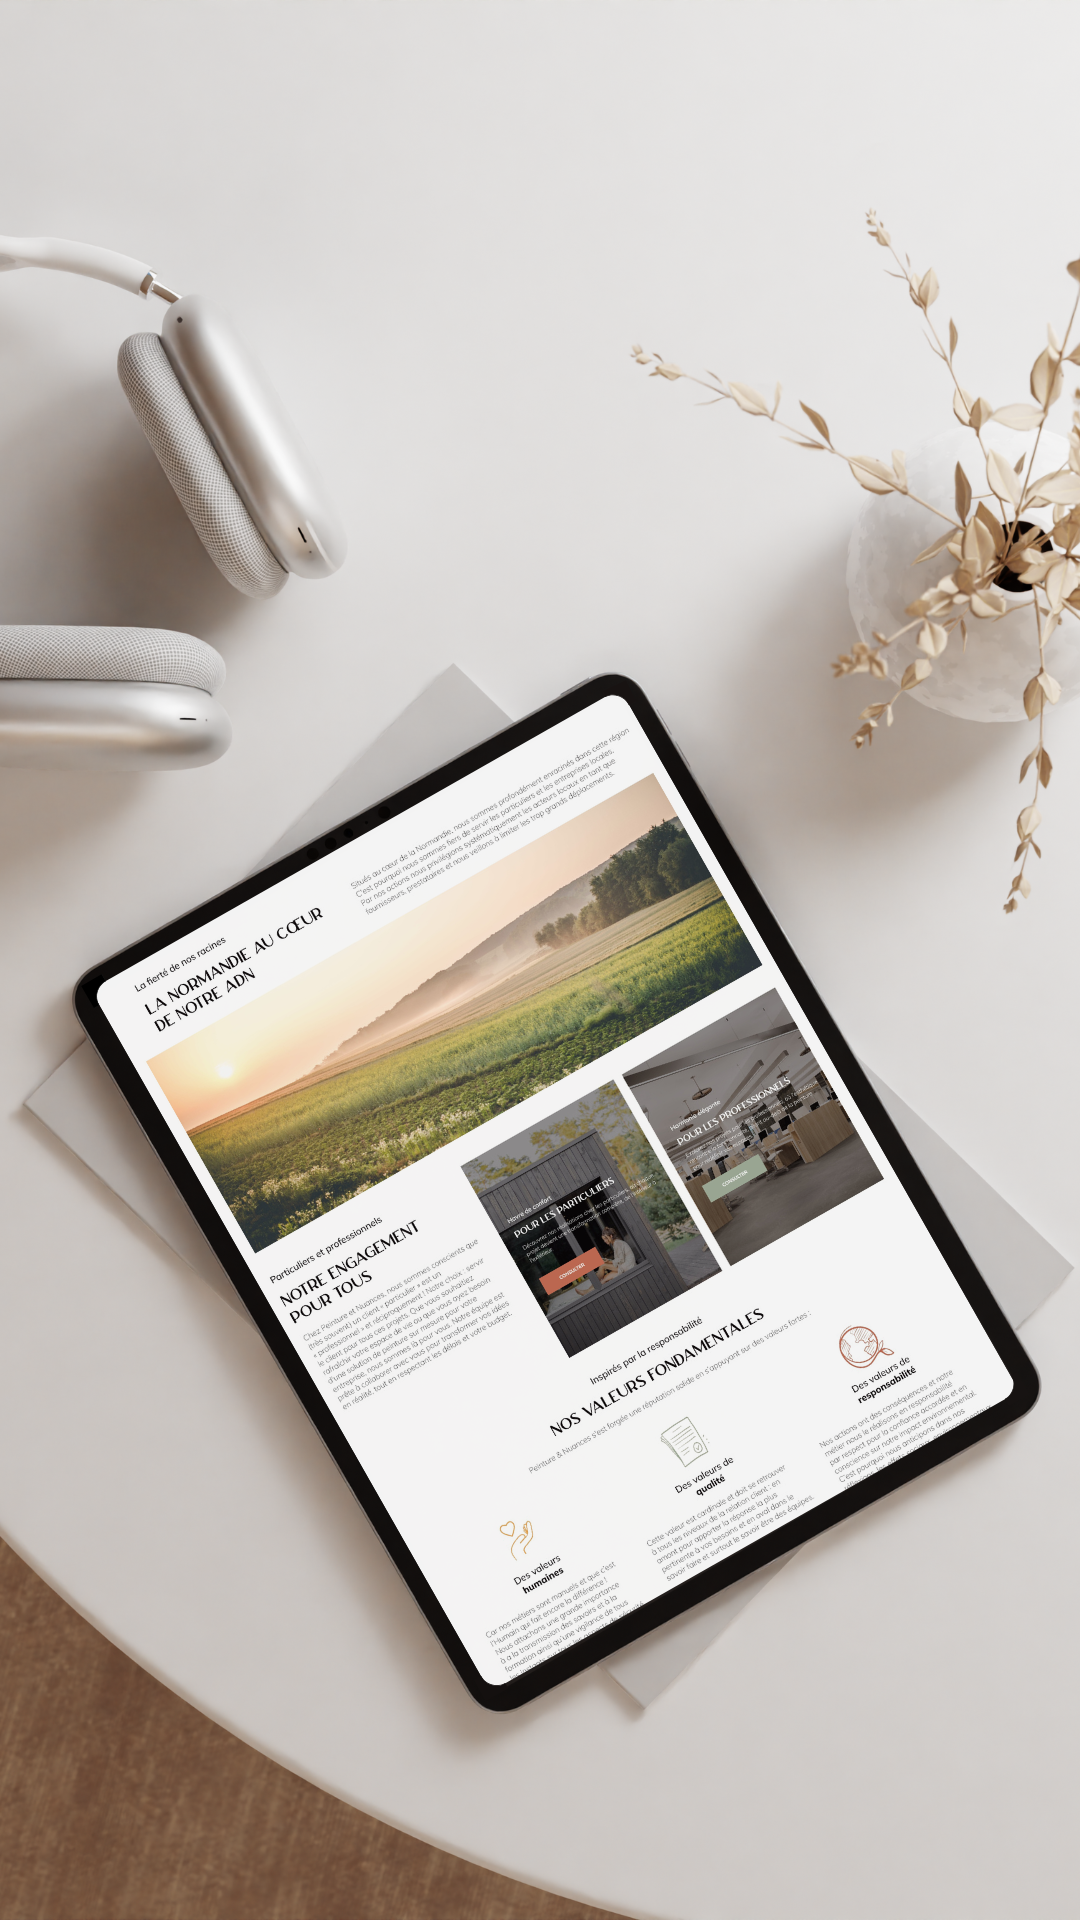 La fierté de nos racines
LA NORMANDIE AU CŒUR
DE NOTRE ADN
Situés au cœur de la Normandie, nous sommes profondément enracinés dans cette région
C'est pourquoi nous sommes fiers de servir les particuliers et les entreprises locales.
Par nos actions nous privilégions systématiquement les acteurs locaux en tant que
fournisseurs, prestataires et nous veillons à limiter les trop grands déplacements.
Particuliers et professionnels
NOTRE ENGAGEMENT
POUR TOUS
Chez Peinture et Nuances, nous sommes conscients que
(très souvent) un client « particulier » est un
« professionnel » et réciproquement ! Notre choix : servir
le client pour tous ces projets. Que vous souhaitiez
rafraîchir votre espace de vie ou que vous ayez besoin
d'une solution de peinture sur mesure pour votre
entreprise, nous sommes là pour vous. Notre équipe est
prête à collaborer avec vous pour transformer vos idées
en réalité, tout en respectant les délais et votre budget.
Havre de confort
POUR LES PARTICULIERS
Découvrez nos réalisations chez les particuliers, où chaque
projet devient une transformation
CONSULTER
Harmonie élégante
POUR LES PROFESSIONNELS
CONSULTER
Inspirés par la responsabilité
NOS VALEURS FONDAMENTALES
Peinture & Nuances s'est forgée une réputation solide en s'appuyant sur des valeurs fortes :
Des valeurs
humaines
Car nos métiers sont manuels et que c'est
l'Humain qui fait encore la différence !
Nous attachons une grande importance
à a la transmission des savoirs et à la
formation ainsi qu'une vigilance de tous
Des valeurs de
qualité
Cette valeur est cardinale et doit se retrouver
à tous les niveaux de la relation client : en
amont pour apporter la réponse la plus
pertinente à vos besoins et en aval dans le
savoir faire et surtout le savoir être des équipes.
Des valeurs de
responsabilité
Nos actions ont des conséquences et notre
métier nous le réalisons en responsabilité
par respect pour la confiance accordée et en
conscience sur notre impact environnemental.
C'est pourquoi nous anticipons dans nos